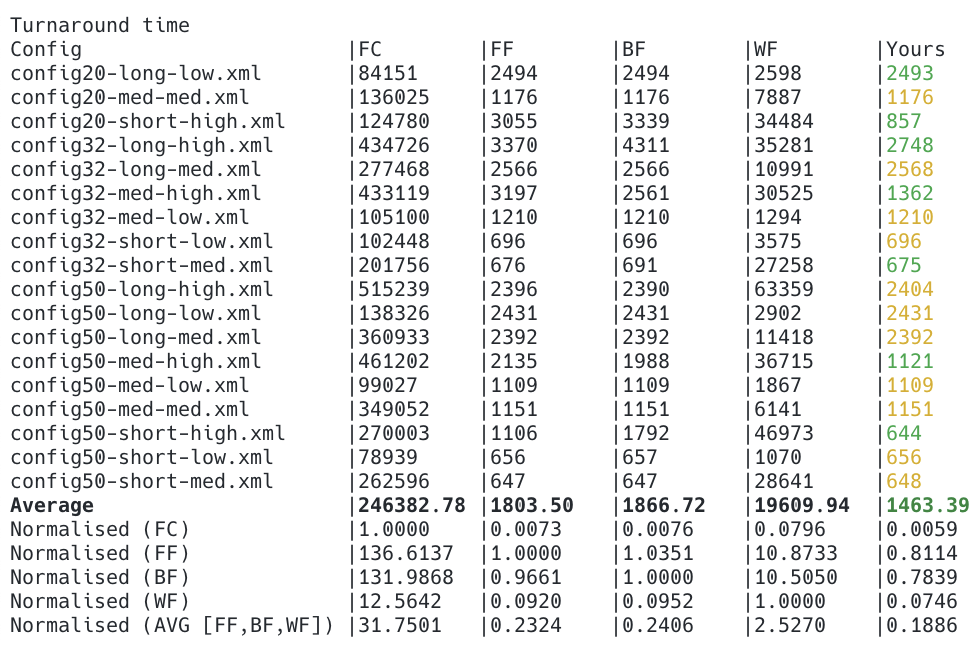 Turnaround time
Config |FC |FF |BF |WF |Yours
config20-long-low.xml |84151 |2494 |2494 |2598 |2493
config20-med-med.xml |136025 |1176 |1176 |7887 |1176
config20-short-high.xml |124780 |3055 |3339 |34484 |857
config32-long-high.xml |434726 |3370 |4311 |35281 |2748
config32-long-med.xml |277468 |2566 |2566 |10991 |2568
config32-med-high.xml |433119 |3197 |2561 |30525 |1362
config32-med-low.xml |105100 |1210 |1210 |1294 |1210
config32-short-low.xml |102448 |696 |696 |3575 |696
config32-short-med.xml |201756 |676 |691 |27258 |675
config50-long-high.xml |515239 |2396 |2390 |63359 |2404
config50-long-low.xml |138326 |2431 |2431 |2902 |2431
config50-long-med.xml |360933 |2392 |2392 |11418 |2392
config50-med-high.xml |461202 |2135 |1988 |36715 |1121
config50-med-low.xml |99027 |1109 |1109 |1867 |1109
config50-med-med.xml |349052 |1151 |1151 |6141 |1151
config50-short-high.xml |270003 |1106 |1792 |46973 |644
config50-short-low.xml |78939 |656 |657 |1070 |656
config50-short-med.xml |262596 |647 |647 |28641 |648
Average |246382.78 |1803.50 |1866.72 |19609.94 |1463.39
Normalised (FC) |1.0000 |0.0073 |0.0076 |0.0796 |0.0059
Normalised (FF) |136.6137 |1.0000 |1.0351 |10.8733 |0.8114
Normalised (BF) |131.9868 |0.9661 |1.0000 |10.5050 |0.7839
Normalised (WF) |12.5642 |0.0920 |0.0952 |1.0000 |0.0746
Normalised (AVG [FF,BF,WF]) |31.7501 |0.2324 |0.2406 |2.5270 |0.1886